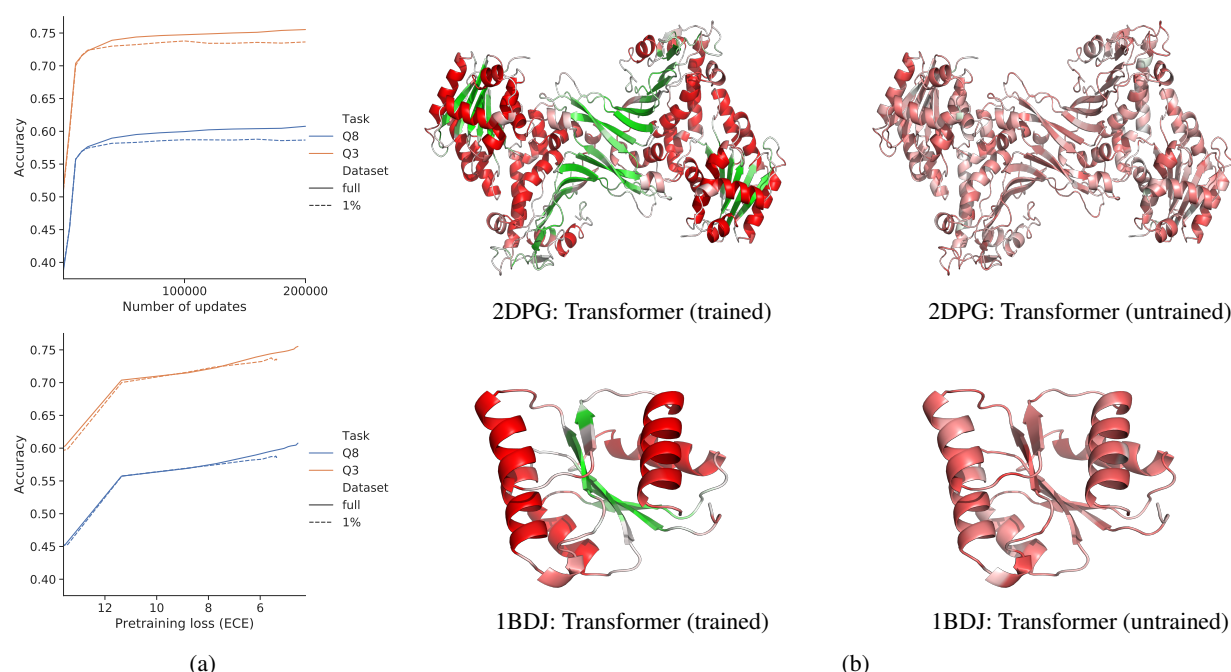 0.75
0.70
0.65
0.60
0.55
0.50
0.45
0.40
Accuracy
100000
200000
Number of updates
Task
Q8
Q3
Dataset
full
1%
2DPG: Transformer (trained)
2DPG: Transformer (untrained)
0.75
0.70
0.65
0.60
0.55
0.50
0.45
0.40
Accuracy
12
10
8
6
Pretraining loss (ECE)
Task
Q8
Q3
Dataset
full
1%
1BDJ: Transformer (trained)
1BDJ: Transformer (untrained)
(a)
(b)